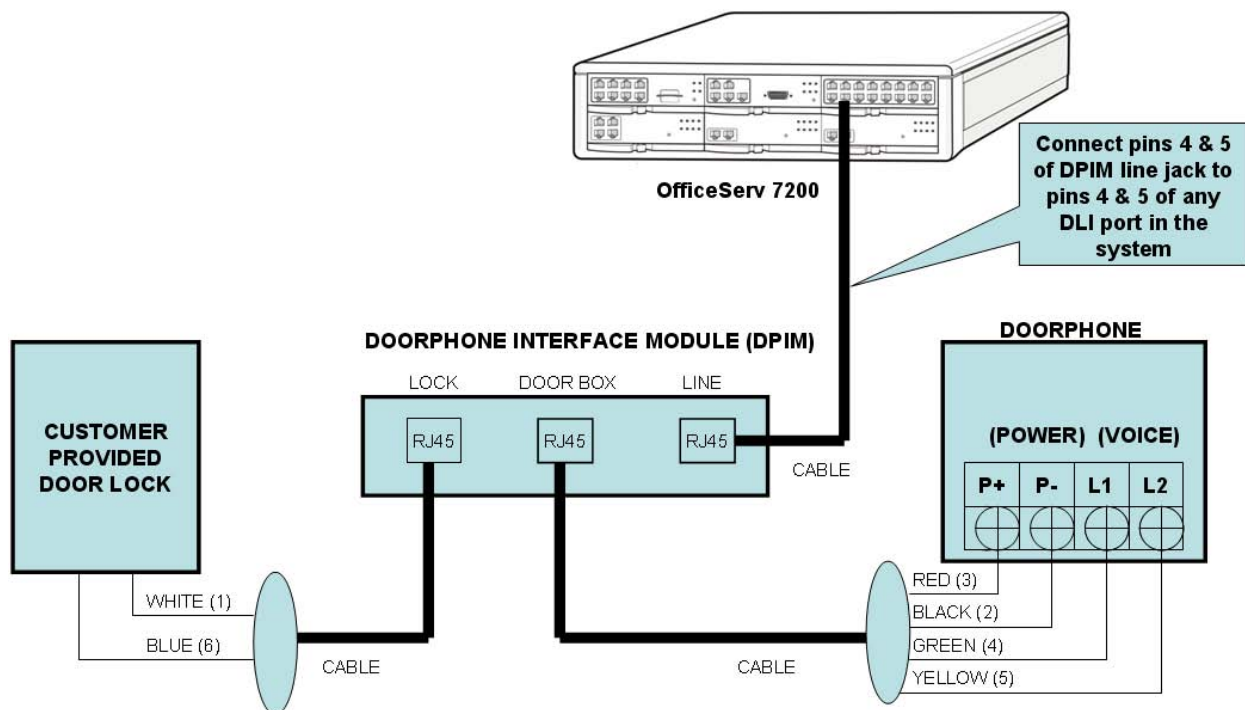 OfficeServ 7200
Connect pins 4 & 5
of DPIM line jack to
pins 4 & 5 of any
DLI port in the
system
DOORPHONE INTERFACE MODULE (DPIM)
LOCK
DOOR BOX
LINE
RJ45
RJ45
RJ45
CABLE
CUSTOMER
PROVIDED
DOOR LOCK
WHITE (1)
BLUE (6)
CABLE
CABLE
DOORPHONE
(POWER) (VOICE)
P+ P- L1 L2
RED (3)
BLACK (2)
GREEN (4)
YELLOW (5)